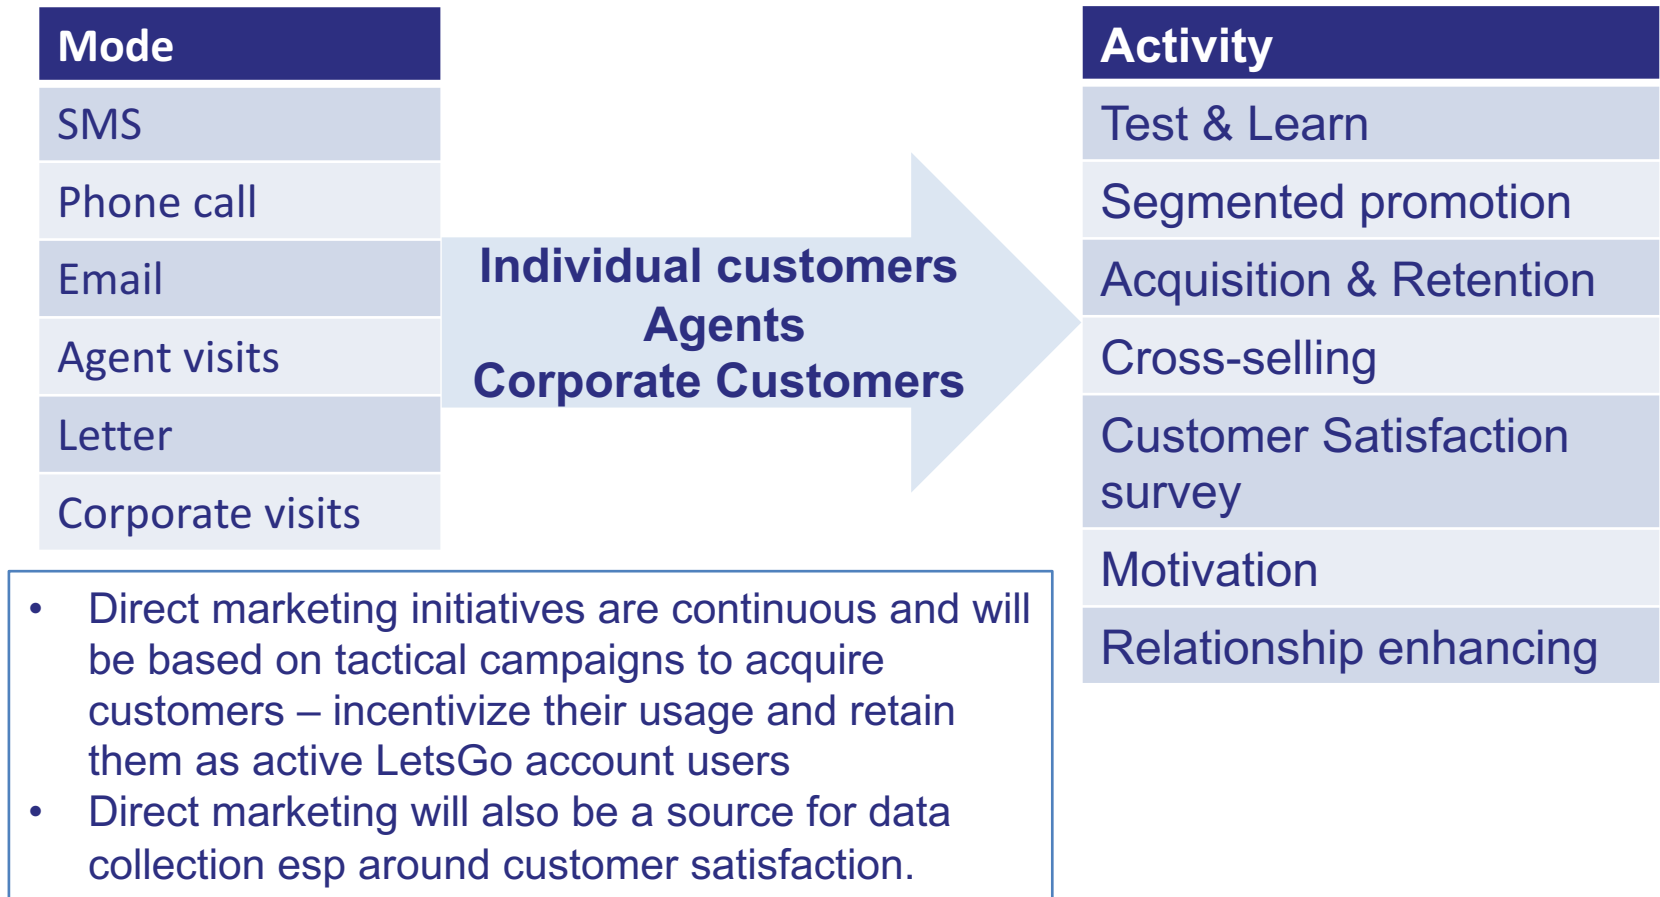 Mode
SMS
Phone call
Email
Agent visits
Letter
Corporate visits
Individual customers
Agents
Corporate Customers
Activity
Test & Learn
Segmented promotion
Acquisition & Retention
Cross-selling
Customer Satisfaction
survey
Motivation
Relationship enhancing
• Direct marketing initiatives are continuous and will
be based on tactical campaigns to acquire
customers – incentivize their usage and retain
them as active LetsGo account users
• Direct marketing will also be a source for data
collection esp around customer satisfaction.